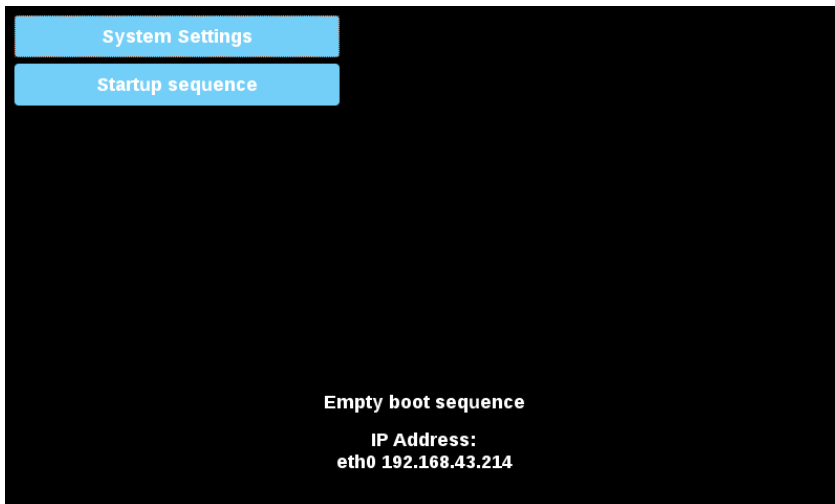 System Settings
Startup sequence
Empty boot sequence
IP Address:
eth0 192.168.43.214